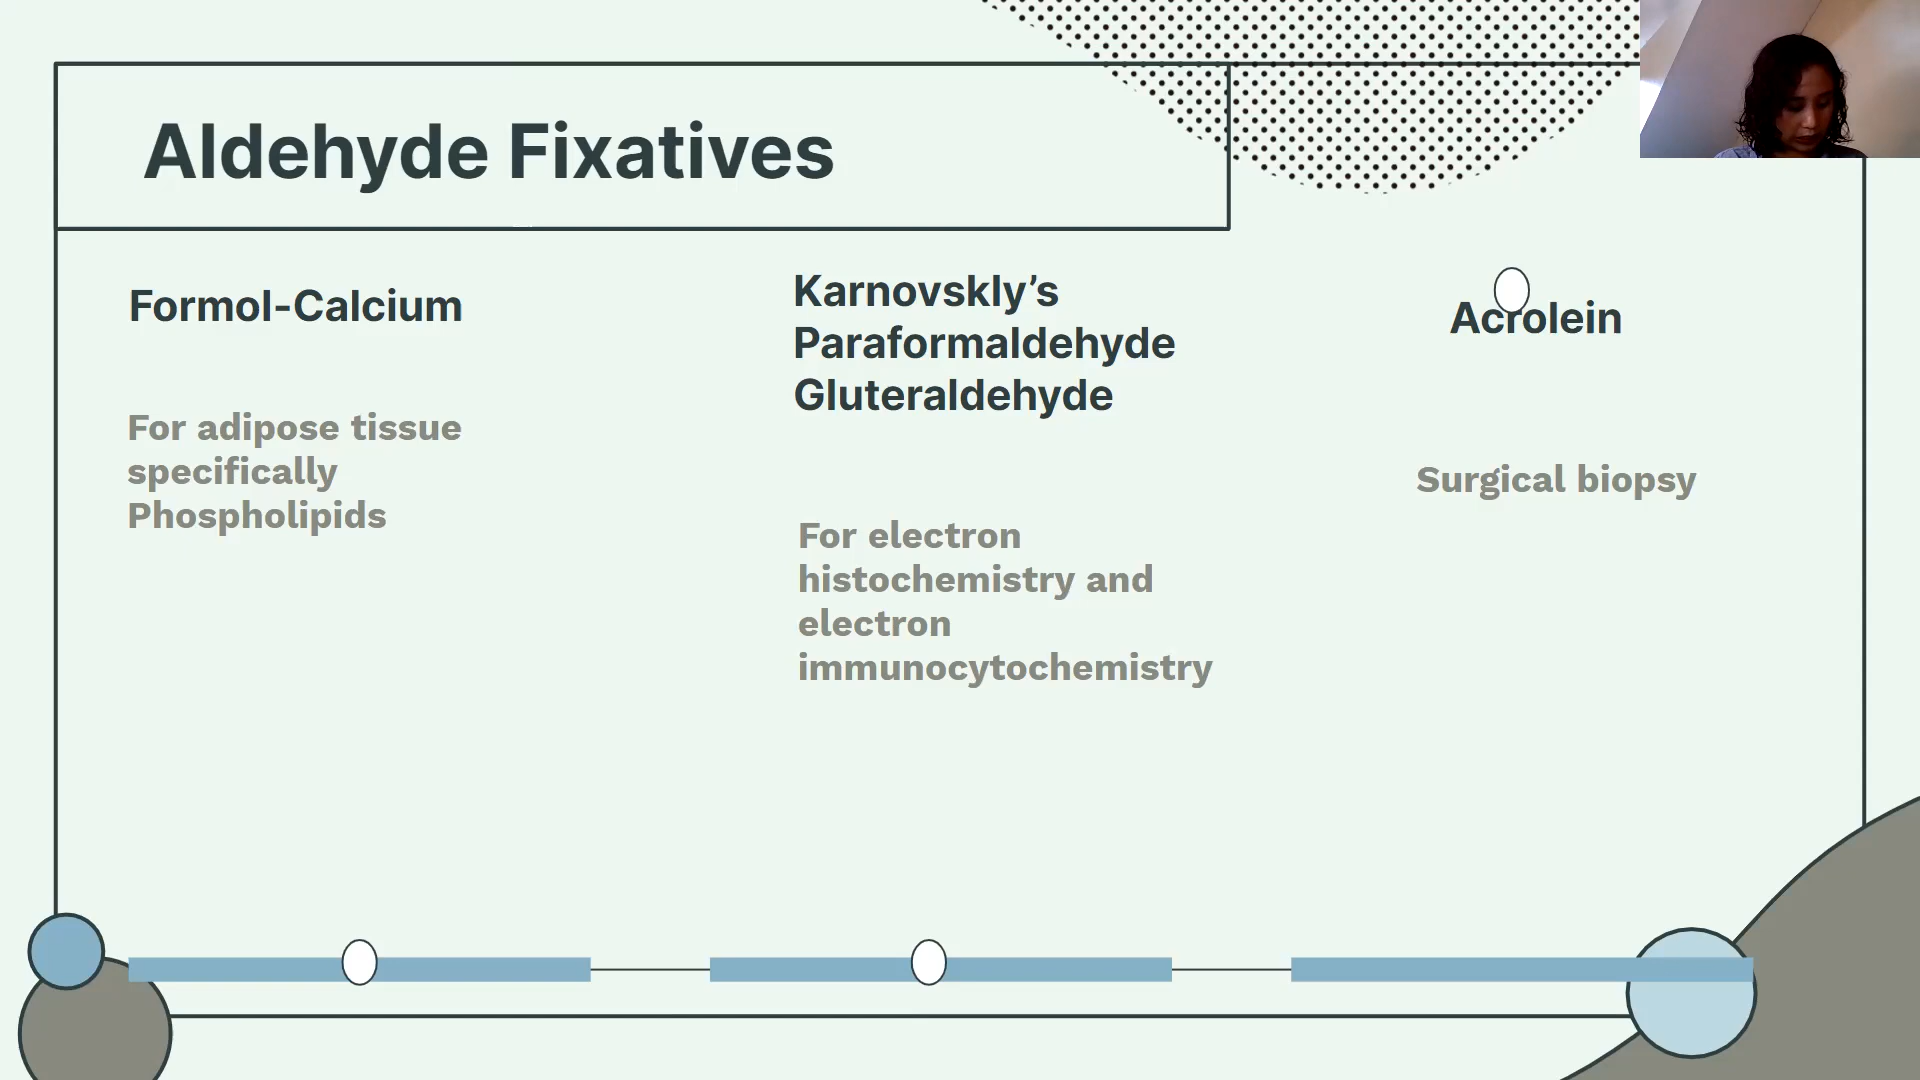 Aldehyde Fixatives
Formol-Calcium
For adipose tissue
specifically
Phospholipids
Karnovskly’s
Paraformaldehyde
Gluteraldehyde
For electron
histochemistry and
electron
immunocytochemistry
Acrolein
Surgical biopsy